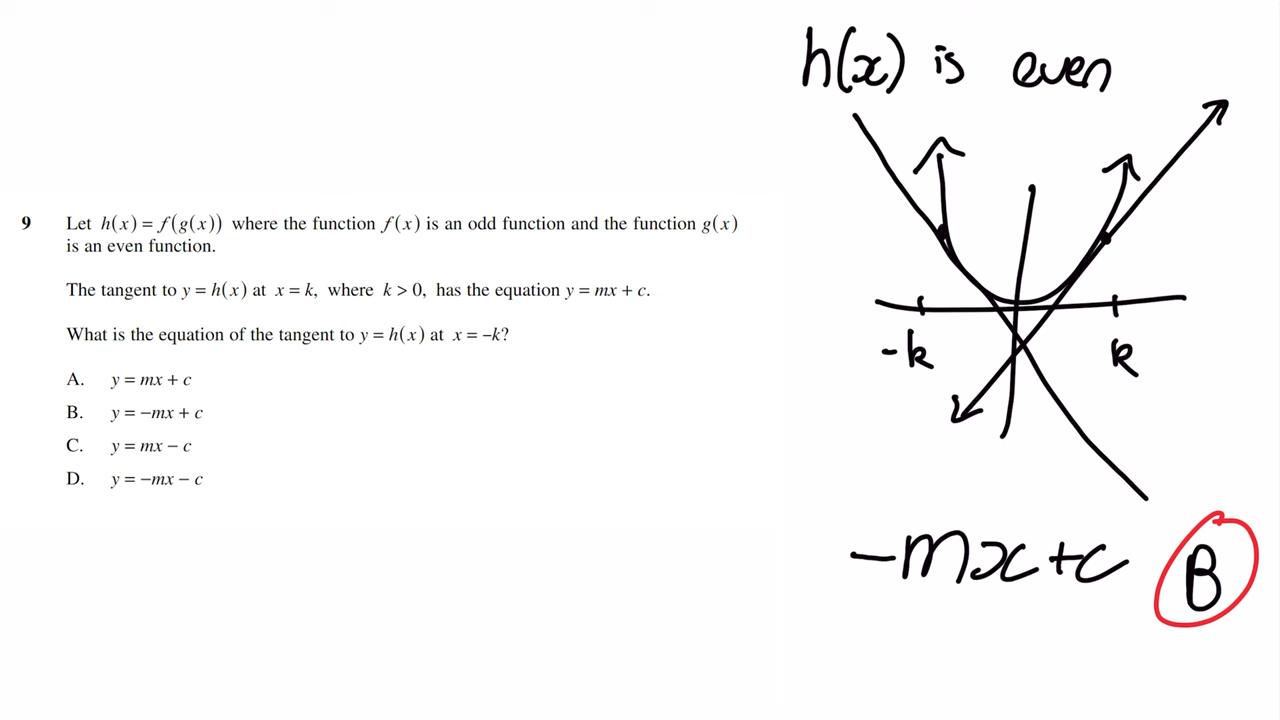 9 Let h(x) = f(g(x)) where the function f(x) is an odd function and the function g(x)
is an even function.
The tangent to y = h(x) at x = k, where k > 0, has the equation y = mx + c.
What is the equation of the tangent to y = h(x) at x = –k?
A. y = mx + c
B. y = −mx + c
C. y = mx − c
D. y = −mx − c
h(x) is even
-k k
-mx+c B